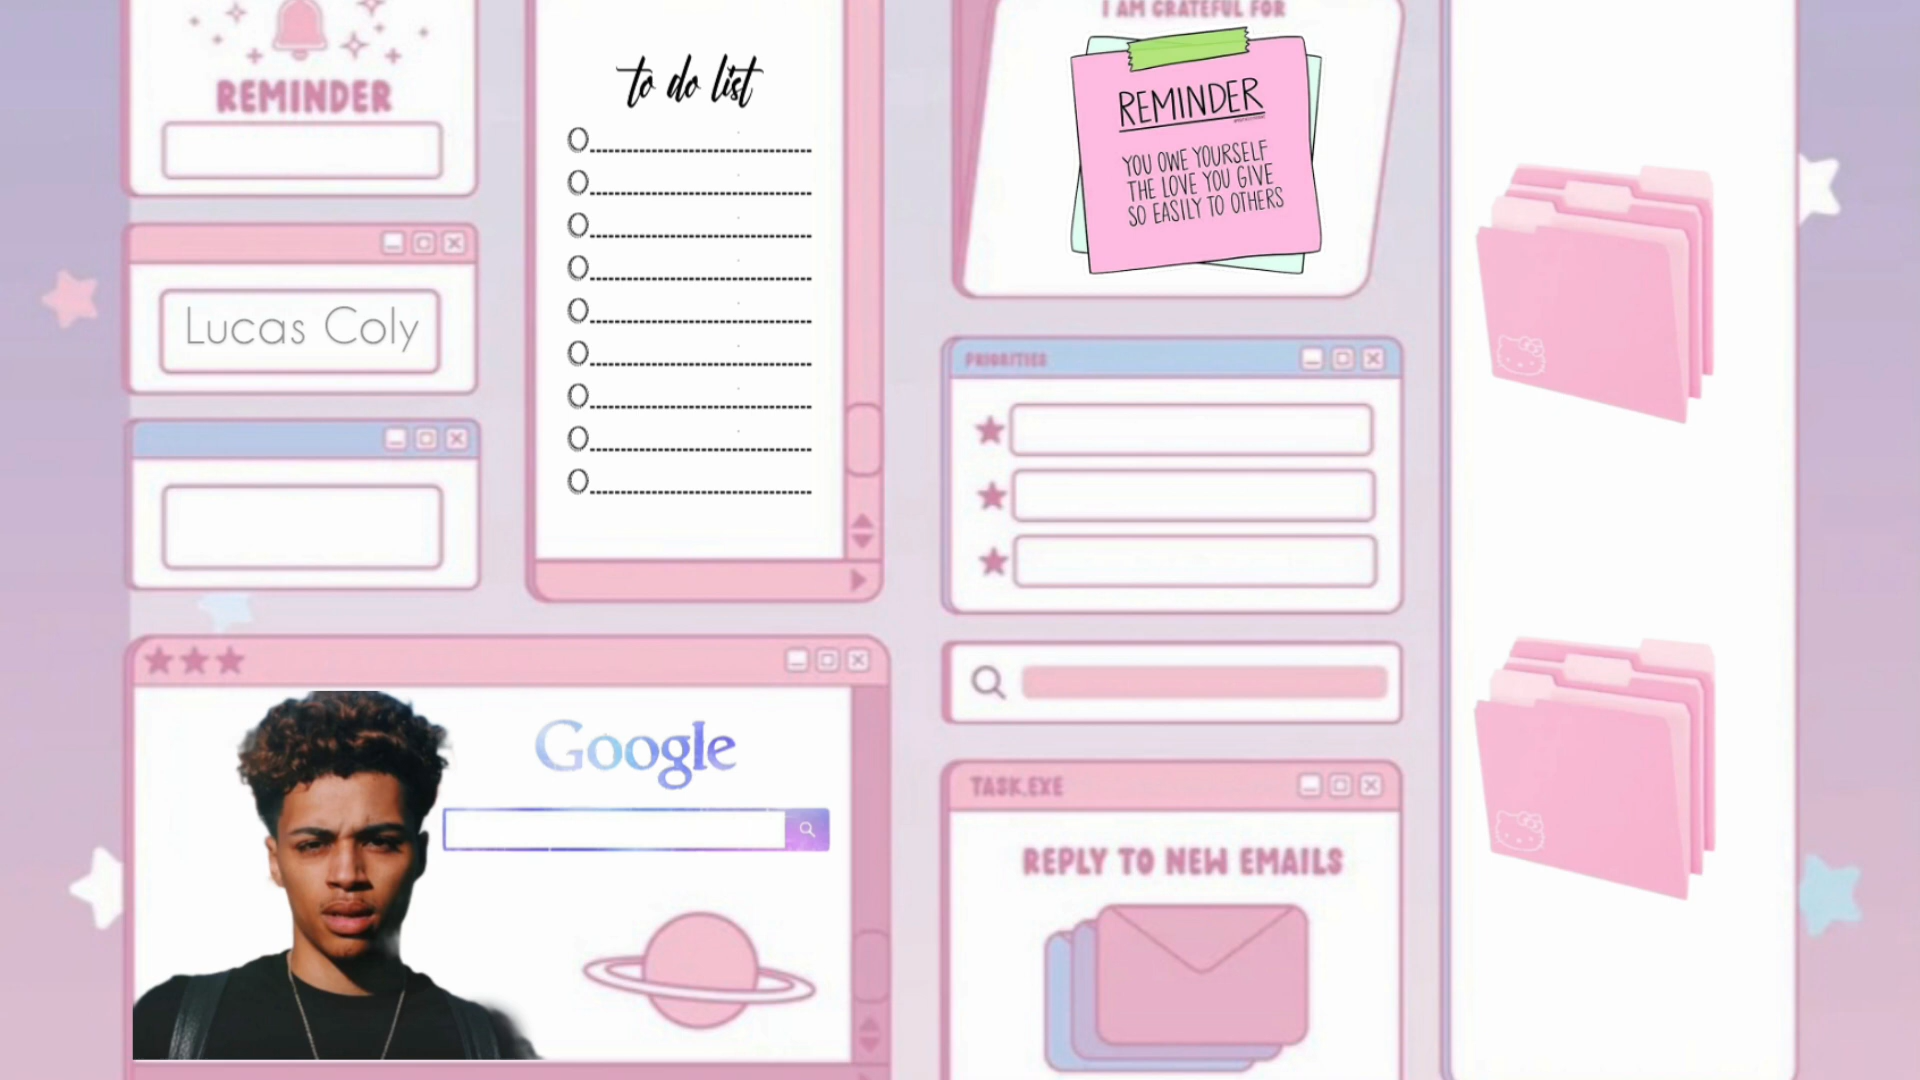 REMINDER
Lucas Coly
to do list
I AM GRATEFUL FOR
REMINDER
YOU OWE YOURSELF
THE LOVE YOU GIVE
SO EASILY TO OTHERS
PRIORITIES
Google
TASK.EXE
REPLY TO NEW EMAILS